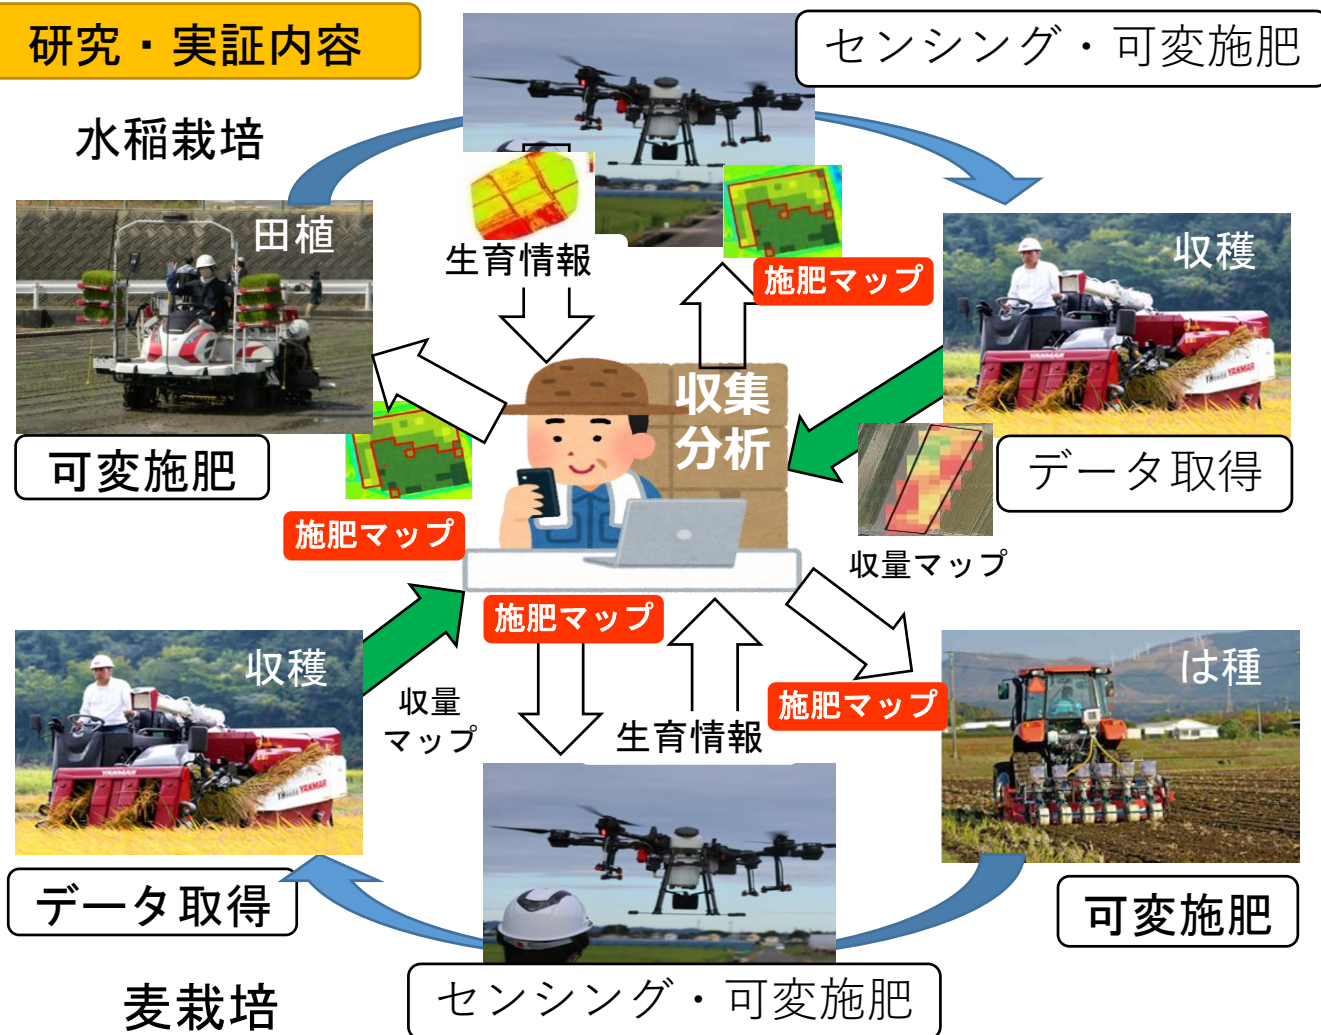 研究・実証内容
センシング・可変施肥
水稲栽培
田植
生育情報
施肥マップ
収穫
YANMAR
YANMAR
可変施肥
収集
分析
データ取得
施肥マップ
収量マップ
施肥マップ
収穫
収量
マップ
生育情報
施肥マップ
は種
YANMAR
YANMAR
データ取得
可変施肥
麦栽培
センシング・可変施肥